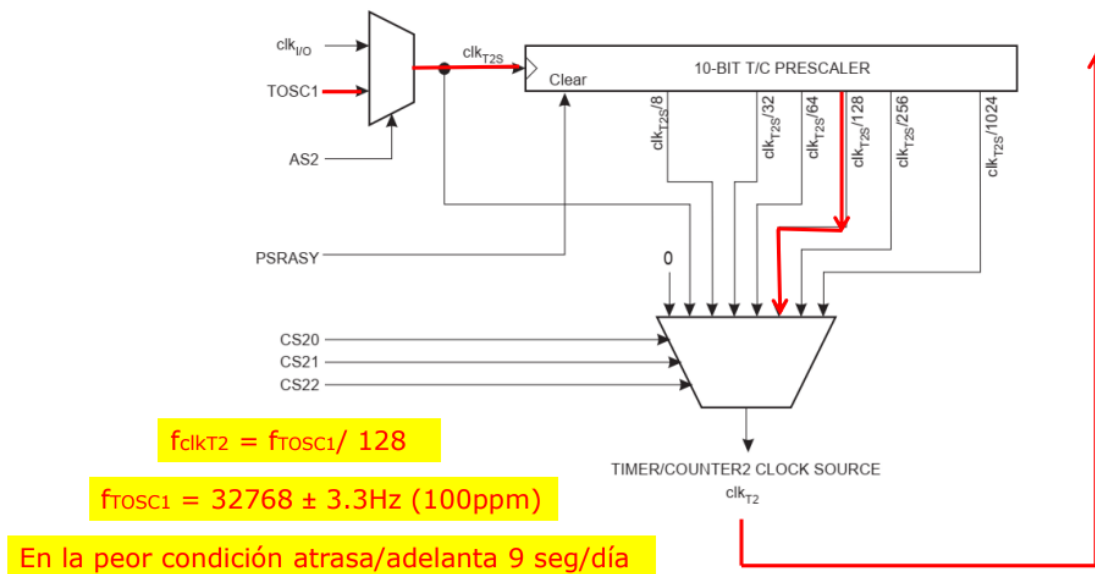 clkI/O
TOSC1
AS2
PSRASY
clkT2S
Clear
10-BIT T/C PRESCALER
clkT2S/8
clkT2S/32
clkT2S/64
clkT2S/128
clkT2S/256
clkT2S/1024
0
CS20
CS21
CS22
TIMER/COUNTER2 CLOCK SOURCE
clkT2
fclkT2 = fTOSC1/ 128
fTOSC1 = 32768 ± 3.3Hz (100ppm)
En la peor condición atrasa/adelanta 9 seg/día